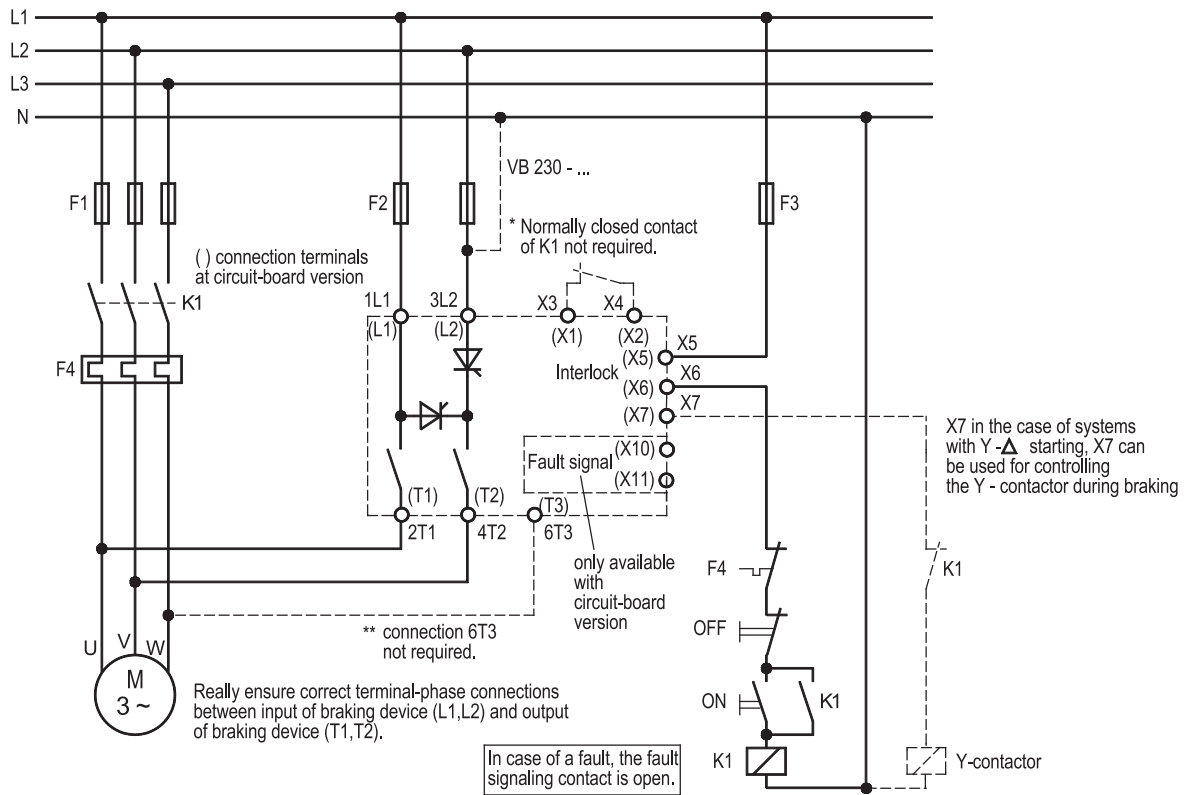 L1
L2
L3
N
VB 230 - ...
F1
F2
F3
* Normally closed contact
of K1 not required.
( ) connection terminals
at circuit-board version
K1
1L1
3L2
X3
X4
(L1)
(L2)
(X1)
(X2)
X5
(X5)
F4
Interlock
X6
(X6)
X7
(X7)
X7 in the case of systems
with Y -Δ starting, X7 can
be used for controlling
the Y - contactor during braking
(X10)
Fault signal
(X11)
(T1)
(T2)
(T3)
2T1
4T2
6T3
only available
with
circuit-board
version
F4
K1
OFF
** connection 6T3
not required.
U
V
W
M
3 ~
Really ensure correct terminal-phase connections
between input of braking device (L1,L2) and output
of braking device (T1,T2).
ON
K1
In case of a fault, the fault
signaling contact is open.
K1
Y-contactor